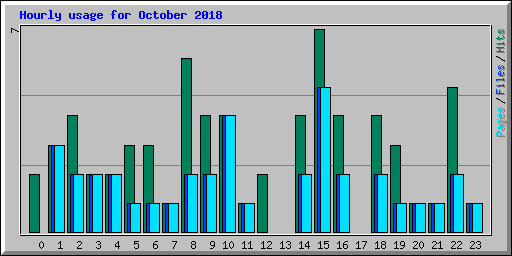 Hourly usage for October 2018
7
Pages/Files/Hits
0 1 2 3 4 5 6 7 8 9 10 11 12 13 14 15 16 17 18 19 20 21 22 23